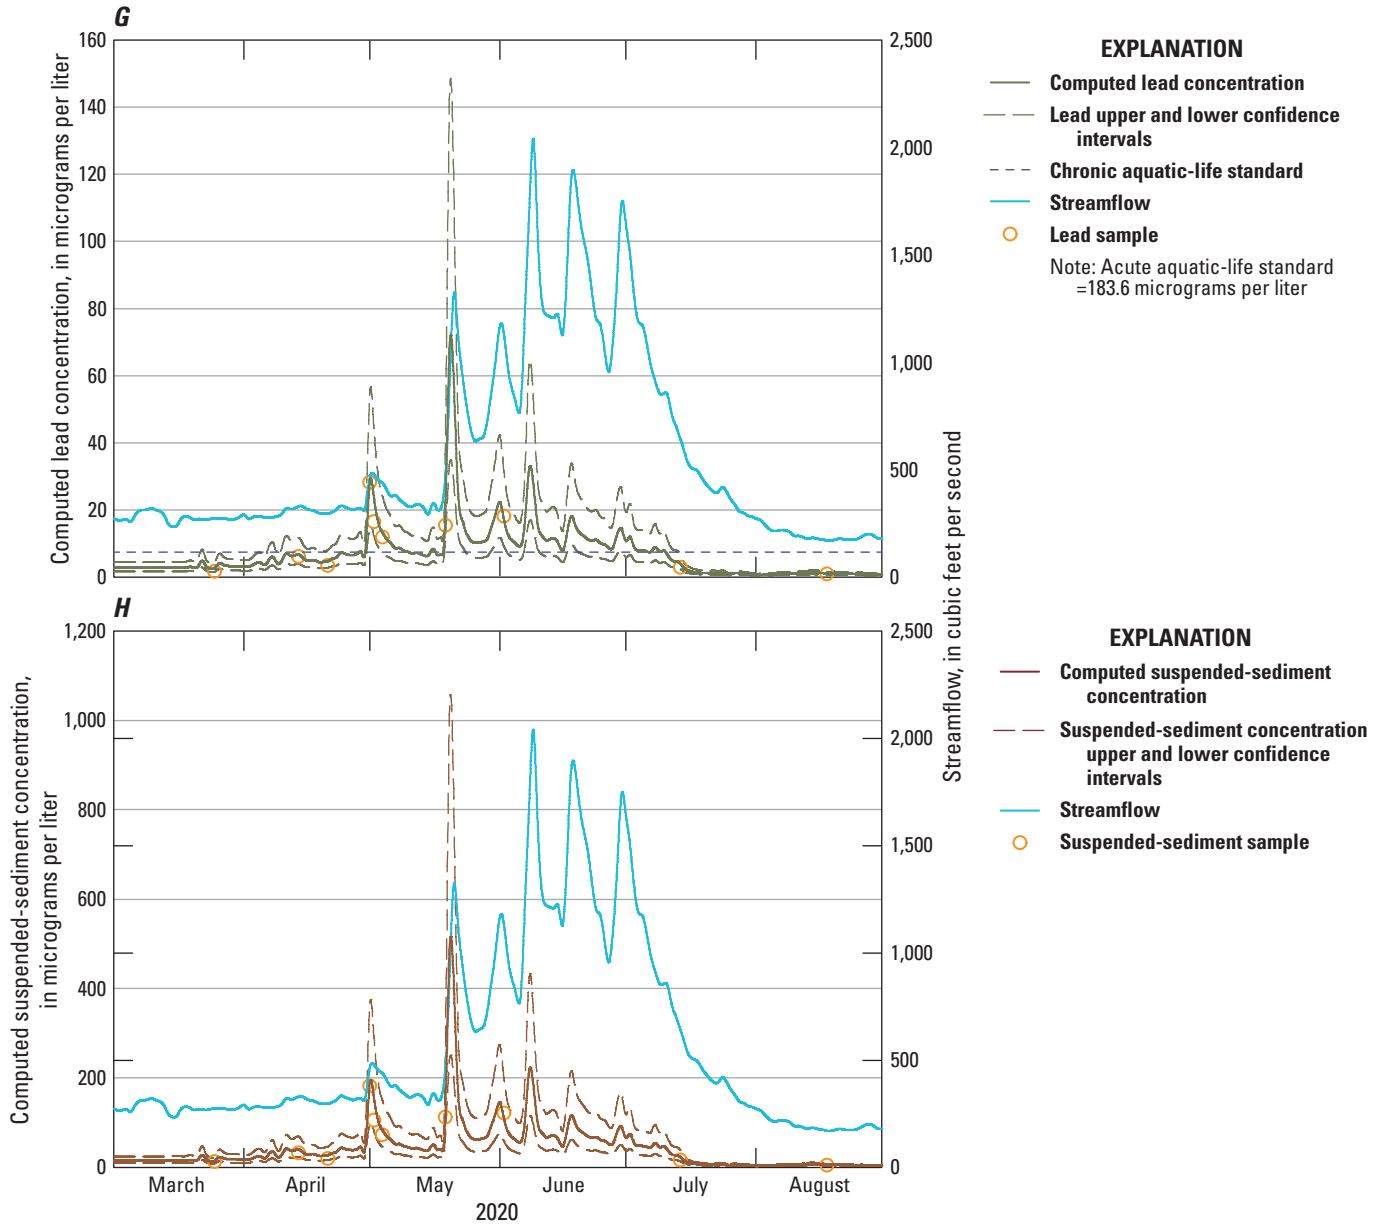 G
160
140
120
100
80
60
40
20
0
Computed lead concentration, in micrograms per liter
2,500
2,000
1,500
1,000
500
0
EXPLANATION
Computed lead concentration
Lead upper and lower confidence
intervals
Chronic aquatic-life standard
Streamflow
Lead sample
Note: Acute aquatic-life standard
=183.6 micrograms per liter
Streamflow, in cubic feet per second
H
1,200
1,000
800
600
400
200
0
Computed suspended-sediment concentration,
in micrograms per liter
2,500
2,000
1,500
1,000
500
0
March April May June July August
2020
EXPLANATION
Computed suspended-sediment
concentration
Suspended-sediment concentration
upper and lower confidence
intervals
Streamflow
Suspended-sediment sample